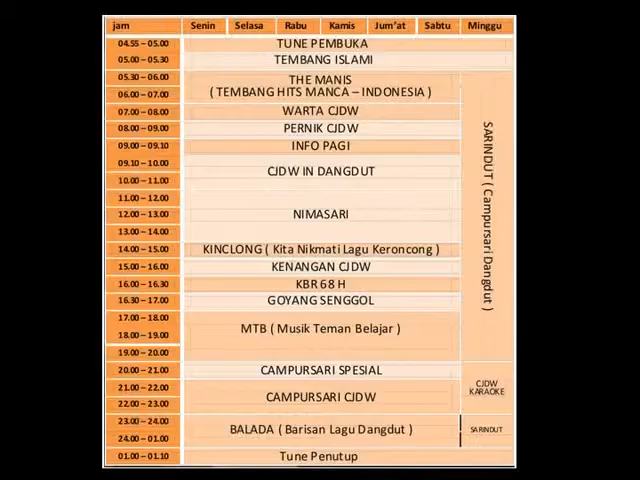 jam Senin Selasa Rabu Kamis Jum'at Sabtu Minggu
04.55 – 05.00 TUNE PEMBUKA
05.00 – 05.30 TEMBANG ISLAMI
05.30 – 06.00 THE MANIS
06.00 – 07.00 ( TEMBANG HITS MANCA – INDONESIA )
07.00 – 08.00 WARTA CJDW
08.00 – 09.00 PERNIK CJDW
09.00 – 09.10 INFO PAGI
09.10 – 10.00
CJDW IN DANGDUT
10.00 – 11.00
11.00 – 12.00
12.00 – 13.00 NIMASARI
13.00 – 14.00
14.00 – 15.00 KINCLONG ( Kita Nikmati Lagu Keroncong )
15.00 – 16.00 KENANGAN CJDW
16.00 – 16.30 KBR 68 H
16.30 – 17.00 GOYANG SENGGOL
17.00 – 18.00
MTB ( Musik Teman Belajar )
18.00 – 19.00
19.00 – 20.00
SARINDUT ( Campursari Dangdut )
20.00 – 21.00 CAMPURSARI SPESIAL
21.00 – 22.00
CAMPURSARI CJDW
22.00 – 23.00
CJDW
KARAOKE
23.00 – 24.00
BALADA ( Barisan Lagu Dangdut ) SARINDUT
24.00 – 01.00
01.00 – 01.10 Tune Penutup